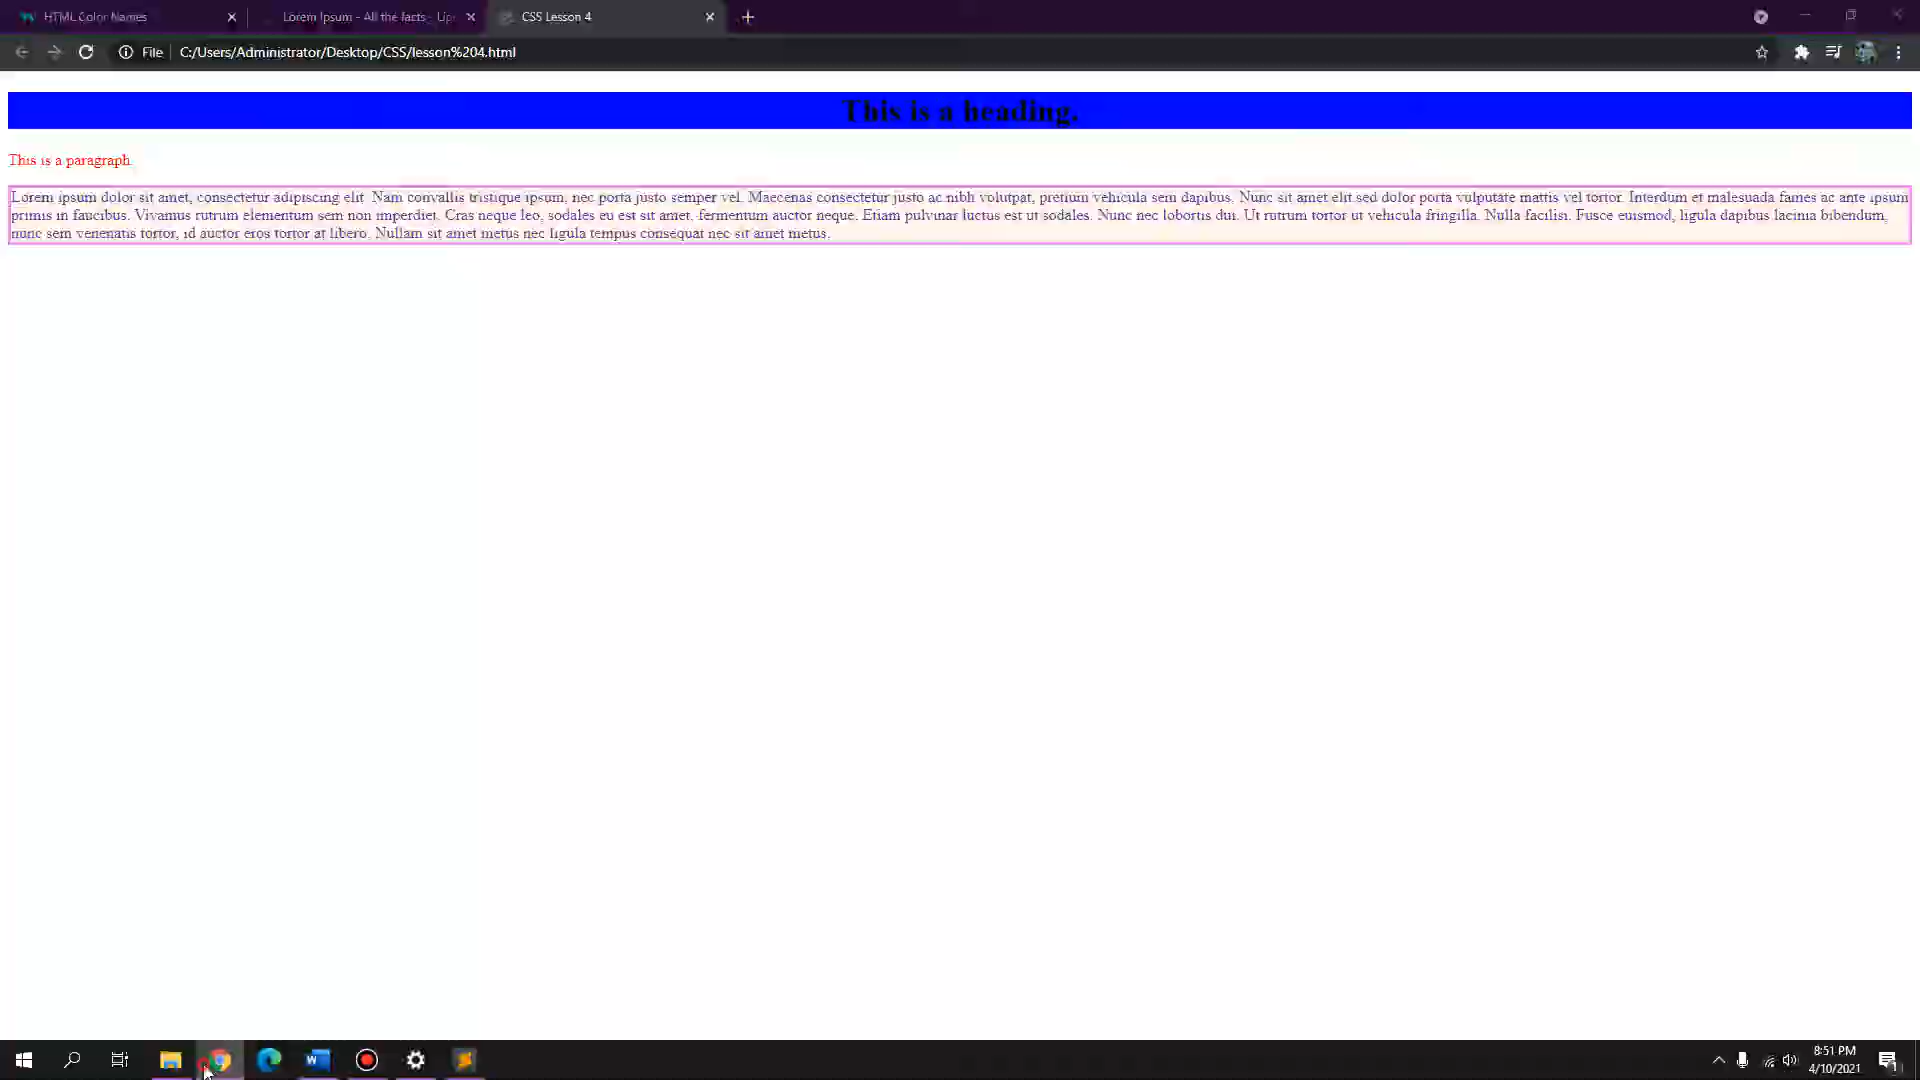 HTML Color Names
Lorem Ipsum - All the facts - Lip
CSS Lesson 4
File
C:/Users/Administrator/Desktop/CSS/lesson%204.html
This is a heading.
This is a paragraph.
Lorem ipsum dolor sit amet, consectetur adipiscing elit. Nam convallis tristique ipsum, nec porta justo semper vel. Maecenas consectetur justo ac nibh volutpat, pretium vehicula sem dapibus. Nunc sit amet elit sed dolor porta vulputate mattis vel tortor. Interdum et malesuada fames ac ante ipsum
primis in faucibus. Vivamus rutrum elementum sem non imperdiet. Cras neque leo, sodales eu est sit amet, fermentum auctor neque. Etiam pulvinar luctus est ut sodales. Nunc nec lobortis dui. Ut rutrum tortor ut vehicula fringilla. Nulla facilisi. Fusce euismod, ligula dapibus lacinia bibendum,
nunc sem venenatis tortor, id auctor eros tortor at libero. Nullam sit amet metus nec ligula tempus consequat nec sit amet metus.
8:51 PM
4/10/2021